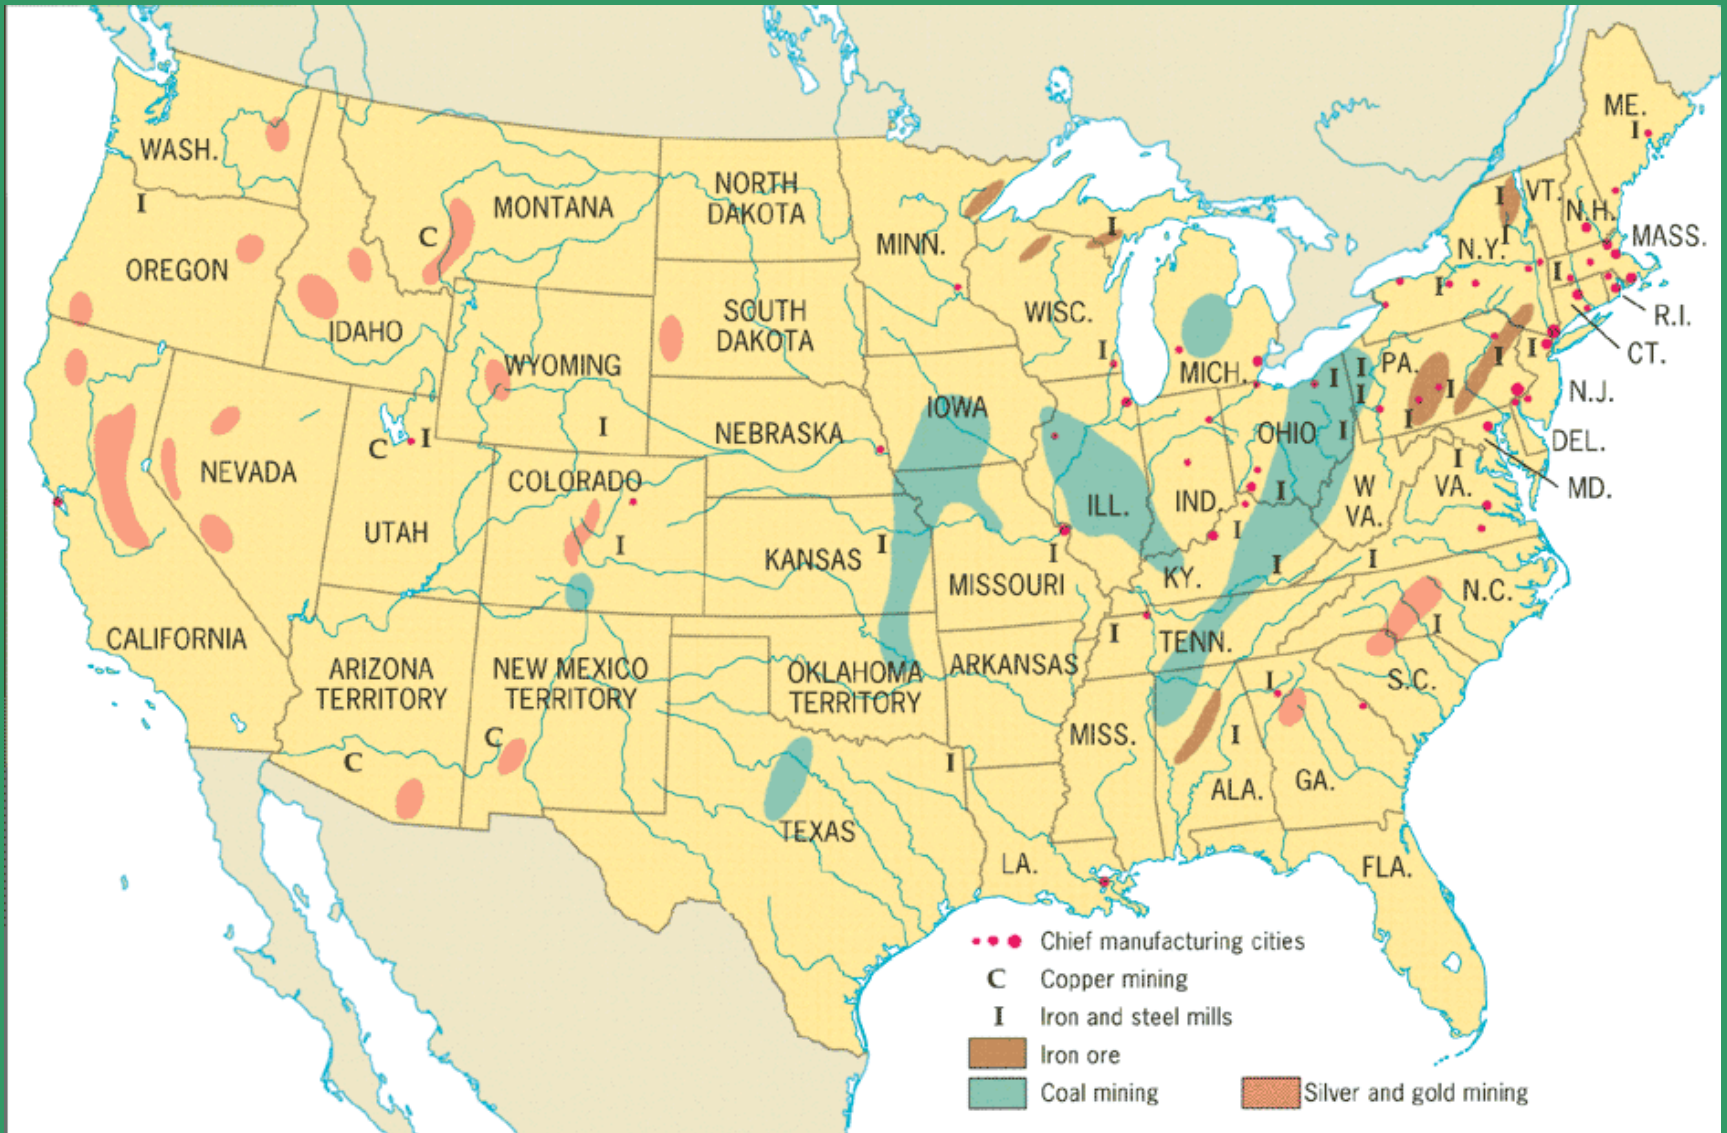 WASH.
I
OREGON
MONTANA
C
IDAHO
NORTH
DAKOTA
SOUTH
DAKOTA
MINN.
WISC.
I
I
MICH.
WYOMING
I
NEBRASKA
IOWA
NEVADA
C
I
UTAH
COLORADO
I
KANSAS
I
MISSOURI
I
ILL.
IND.
OHIO
I
I
I
I
I
PA.
I
I
I
I
N.Y.
I
I
I
VT.
N.H.
ME.
I
MASS.
I
R.I.
CT.
N.J.
DEL.
MD.
W
VA.
VA.
I
I
KY.
I
I
TENN.
I
N.C.
I
S.C.
CALIFORNIA
ARIZONA
TERRITORY
C
NEW MEXICO
TERRITORY
C
OKLAHOMA
TERRITORY
ARKANSAS
TEXAS
I
LA.
MISS.
ALA.
I
GA.
I
FLA.
Chief manufacturing cities
C Copper mining
I Iron and steel mills
Iron ore
Coal mining
Silver and gold mining